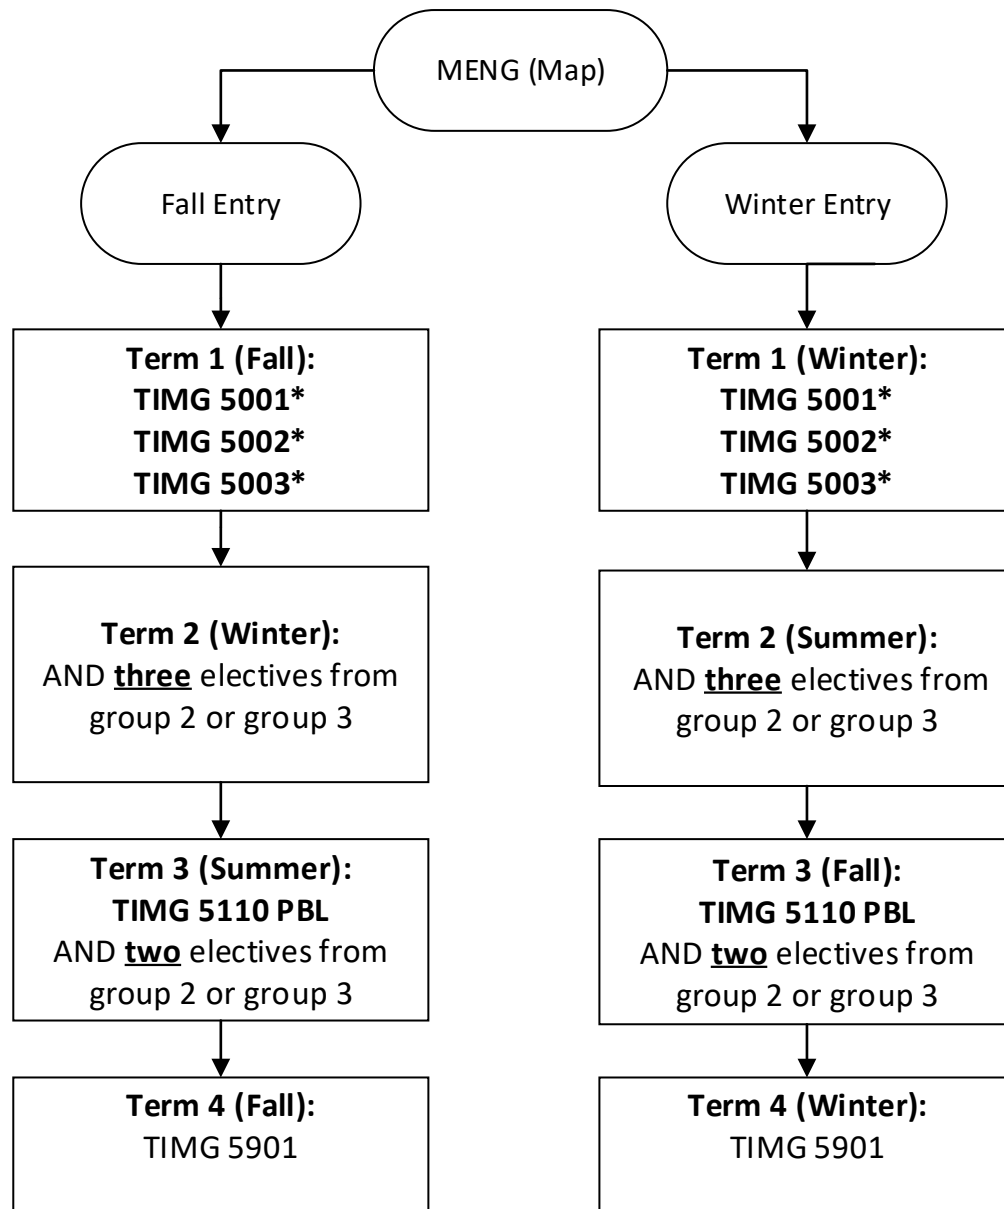 MENG (Map)
Fall Entry
Winter Entry
Term 1 (Fall):
TIMG 5001*
TIMG 5002*
TIMG 5003*
Term 1 (Winter):
TIMG 5001*
TIMG 5002*
TIMG 5003*
Term 2 (Winter):
AND three electives from
group 2 or group 3
Term 2 (Summer):
AND three electives from
group 2 or group 3
Term 3 (Summer):
TIMG 5110 PBL
AND two electives from
group 2 or group 3
Term 3 (Fall):
TIMG 5110 PBL
AND two electives from
group 2 or group 3
Term 4 (Fall):
TIMG 5901
Term 4 (Winter):
TIMG 5901